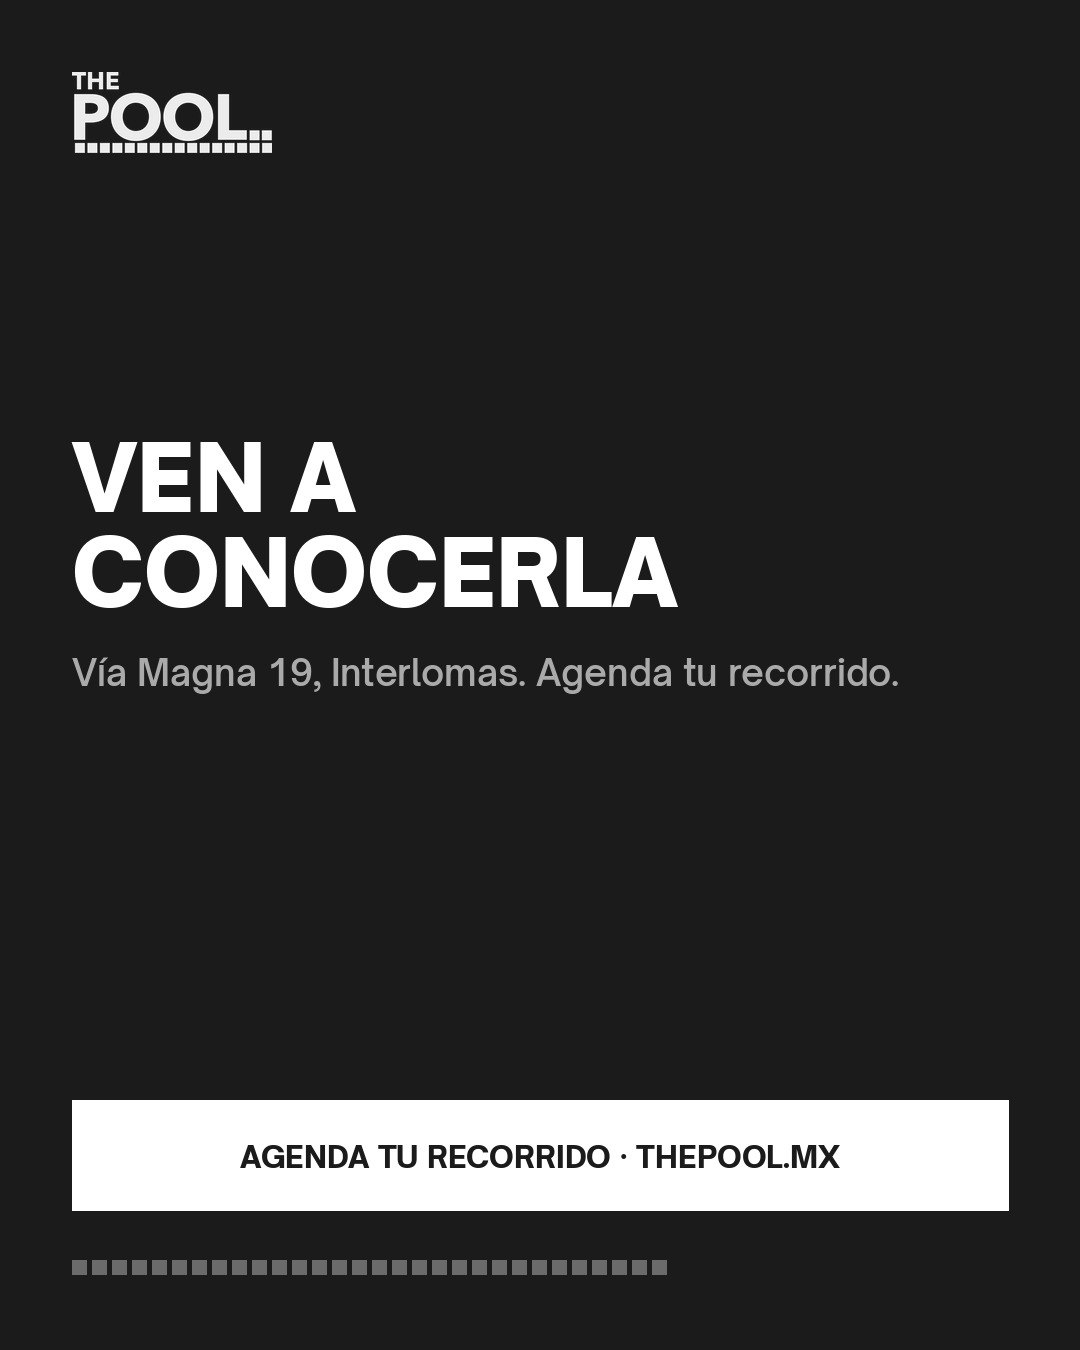 THE
POOL..
VEN A
CONOCERLA
Vía Magna 19, Interlomas. Agenda tu recorrido.
AGENDA TU RECORRIDO · THEPOOL.MX